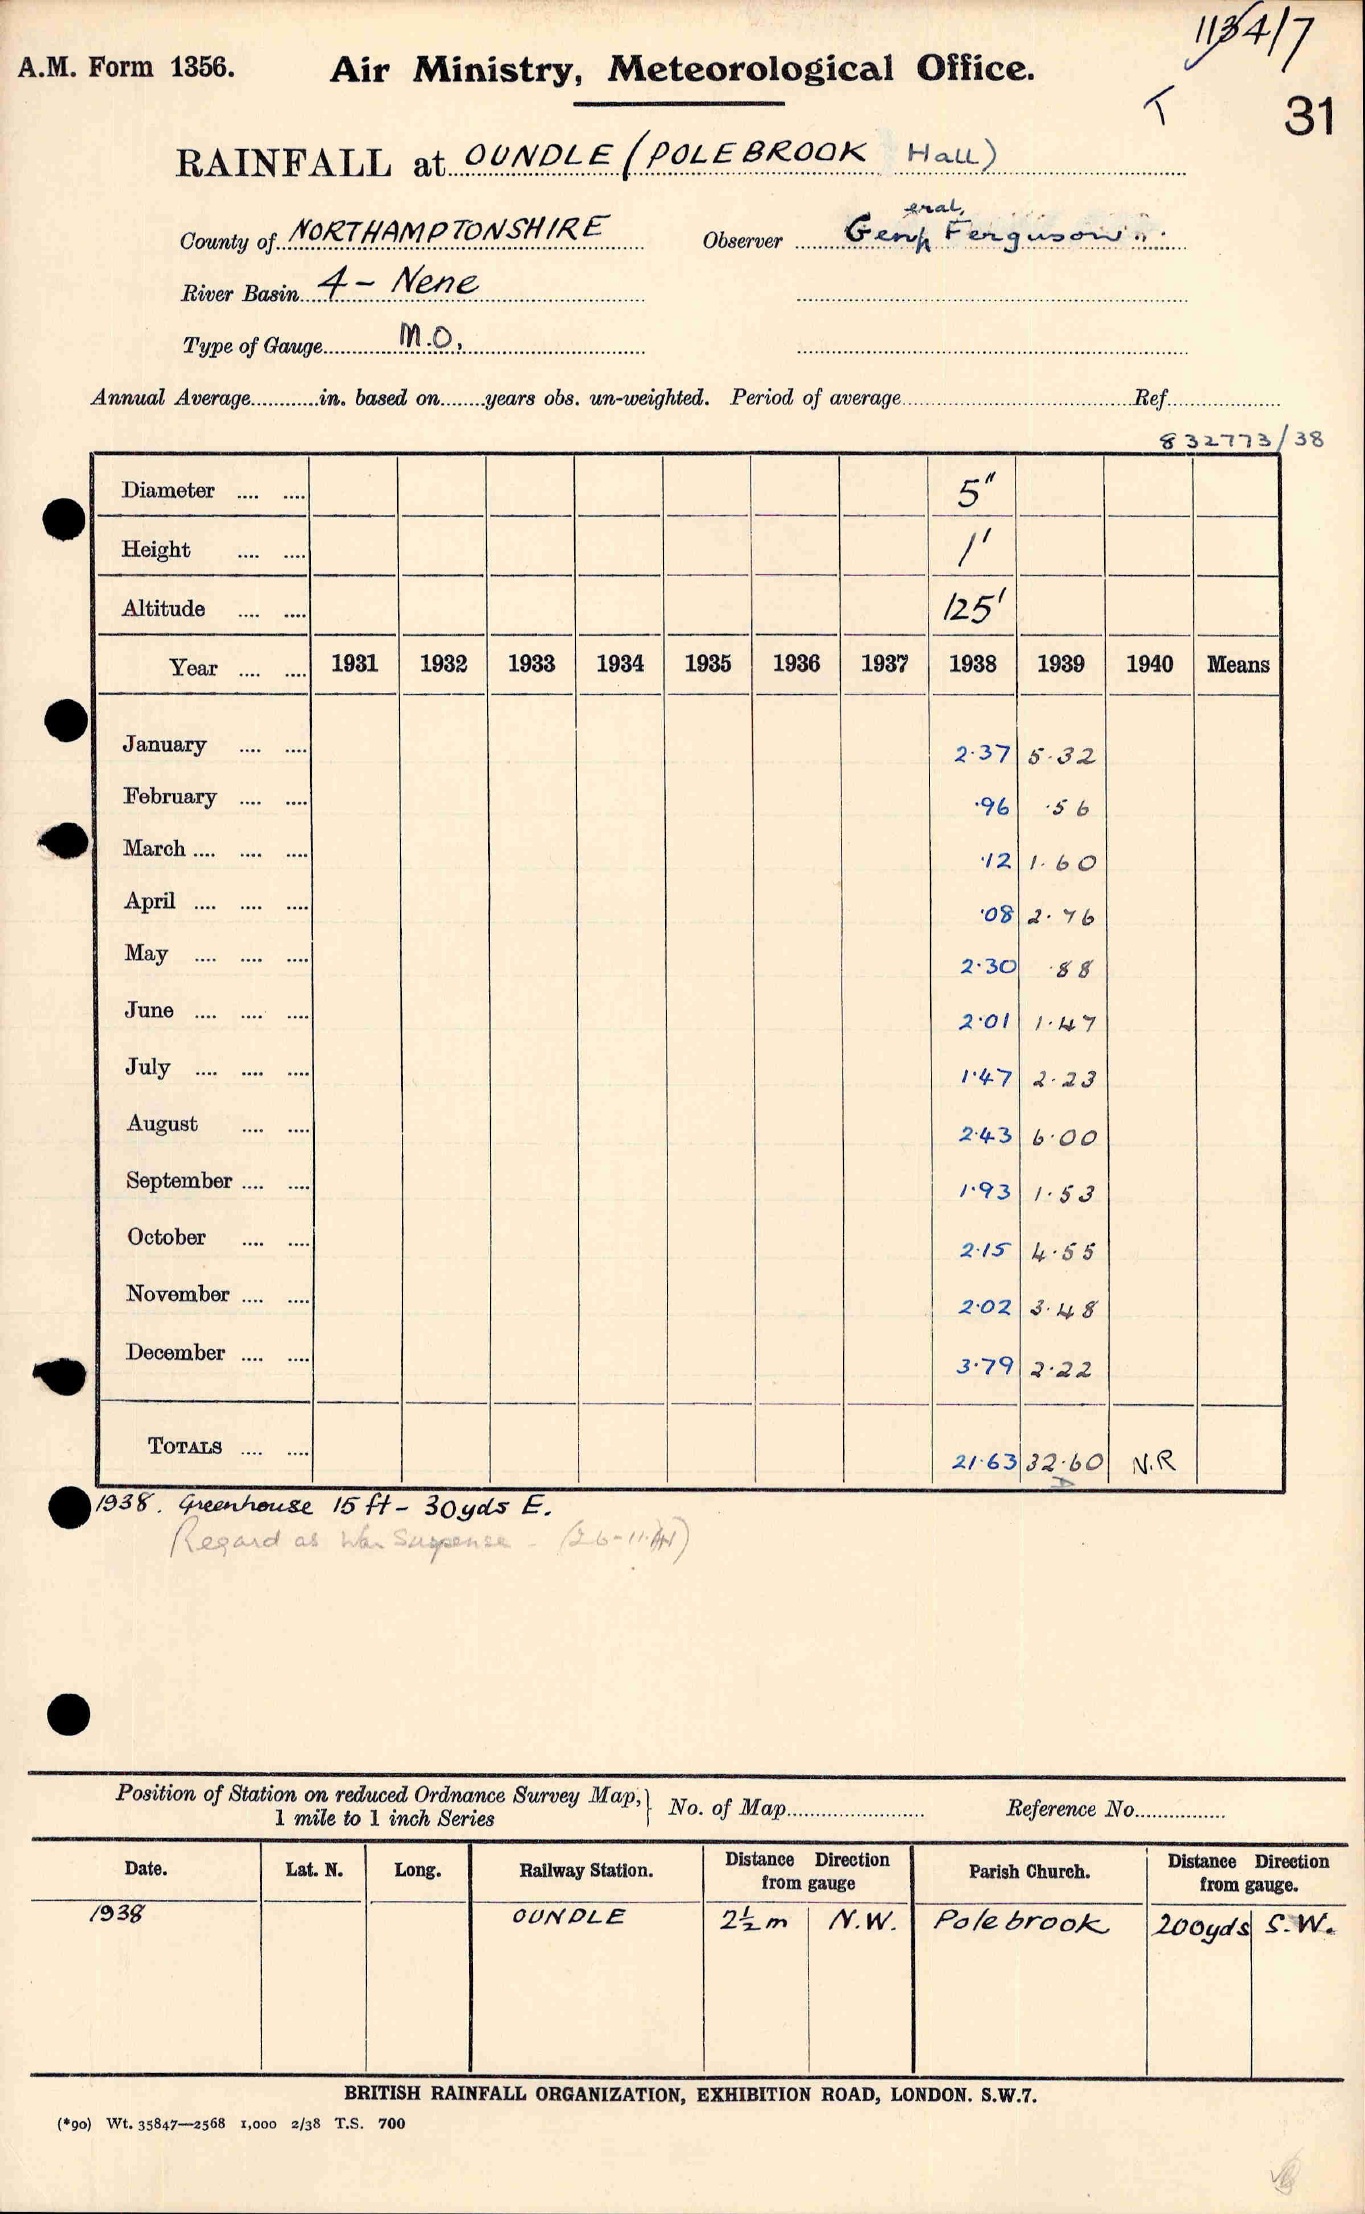 1134/7
A.M. Form 1356. Air Ministry, Meteorological Office.
T
31
RAINFALL at OUNDLE (POLEBROOK Hall)
County of NORTHAMPTONSHIRE Observer General Ferguson
River Basin 4 - Nene
Type of Gauge M.O.
Annual Average............in. based on.......years obs. un-weighted. Period of average.................... Ref....................
832773/38
Diameter .... .... 5"
Height .... .... 1'
Altitude .... .... 125'
Year .... .... 1931 1932 1933 1934 1935 1936 1937 1938 1939 1940 Means
January .... .... 2.37 5.32
February .... .... .96 .56
March .... .... .... .12 1.60
April .... .... .... .08 2.76
May .... .... .... 2.30 .88
June .... .... .... 2.01 1.47
July .... .... .... 1.47 2.23
August .... .... 2.43 6.00
September .... .... 1.93 1.53
October .... .... 2.15 4.55
November .... .... 2.02 3.48
December .... .... 3.79 2.22
TOTALS .... .... 21.63 32.60 N.R
1938. Greenhouse 15 ft - 30 yds E.
Regard as War Suspense -
Position of Station on reduced Ordnance Survey Map, } No. of Map.................... Reference No................
1 mile to 1 inch Series
Date. Lat. N. Long. Railway Station. Distance Direction from gauge Parish Church. Distance Direction from gauge.
1938 OUNDLE 2½ m N.W. Polebrook 200yds S.W.
BRITISH RAINFALL ORGANIZATION, EXHIBITION ROAD, LONDON. S.W.7.
(*90) Wt. 35847—2568 1,000 2/38 T.S. 700